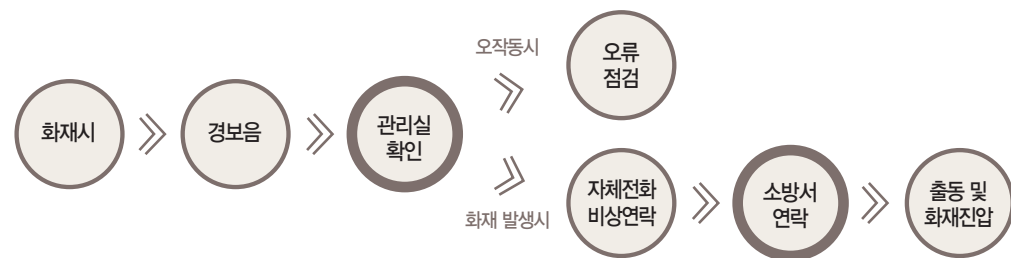 화재시
경보음
관리실
확인
오작동시
오류
점검
화재 발생시
자체전화
비상연락
소방서
연락
출동 및
화재진압